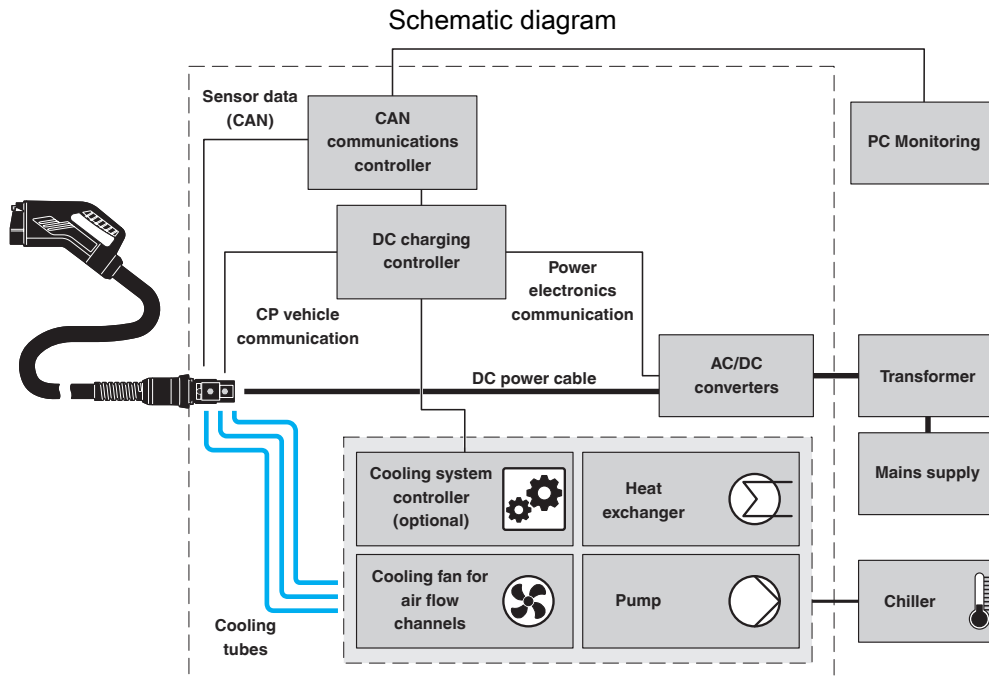 Schematic diagram
Sensor data
(CAN)
CAN
communications
controller
PC Monitoring
DC charging
controller
Power
electronics
communication
CP vehicle
communication
DC power cable
AC/DC
converters
Transformer
Mains supply
Cooling system
controller
(optional)
Heat
exchanger
Cooling fan for
air flow
channels
Pump
Chiller
Cooling
tubes